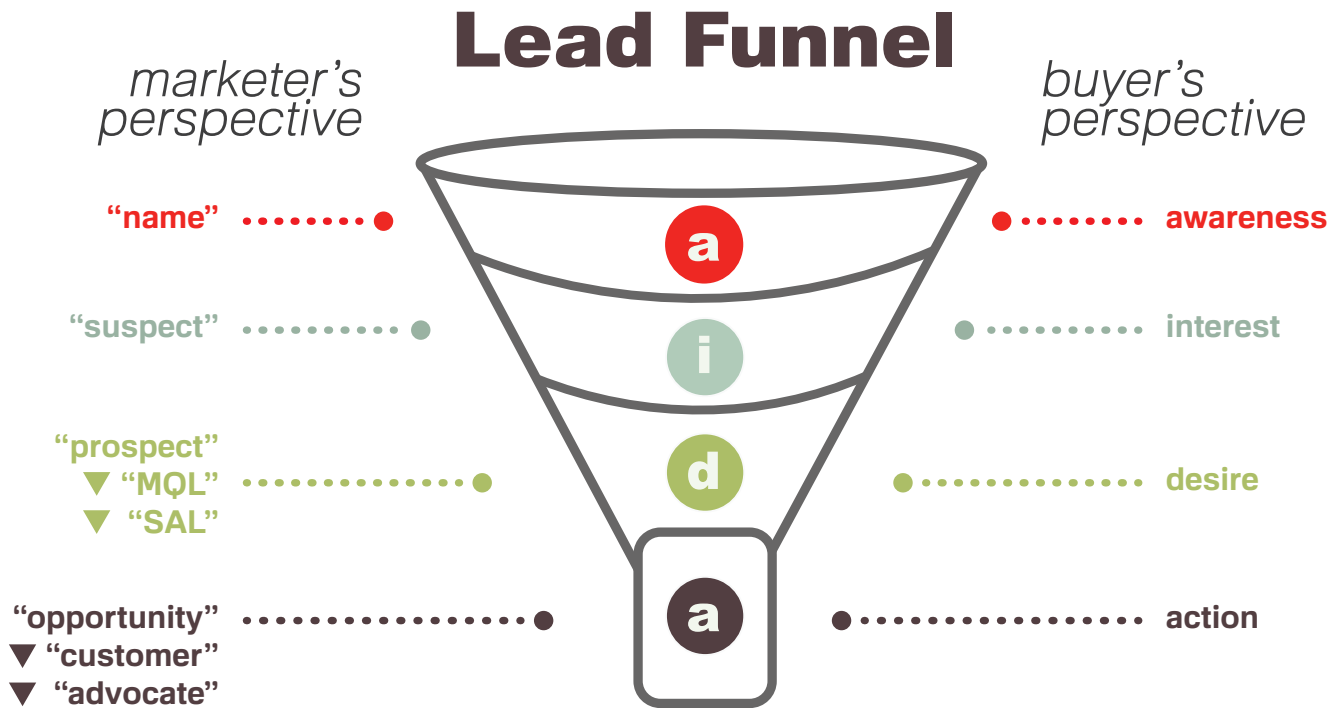 Lead Funnel
marketer’s
perspective
buyer’s
perspective
“name”
a
awareness
“suspect”
i
interest
“prospect”
▼ “MQL”
▼ “SAL”
d
desire
“opportunity”
▼ “customer”
▼ “advocate”
a
action